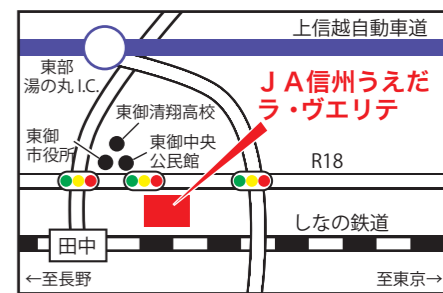 上信越自動車道
東部
湯の丸I.C.
ＪＡ信州うえだ
ラ・ヴェリテ
東御清翔高校
東御
市役所
東御中央
公民館
R18
しなの鉄道
田中
←至長野
至東京→